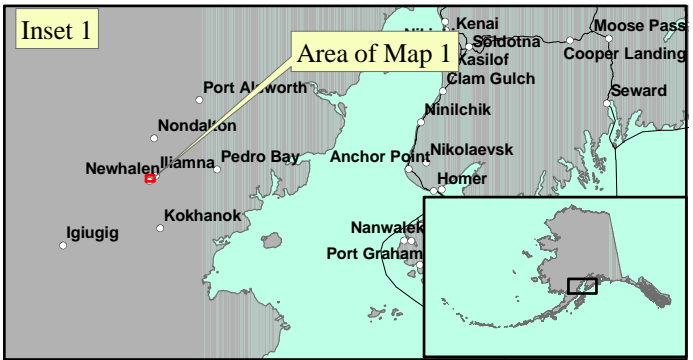 Inset 1
Area of Map 1
Kenai
Moose Pass
Soldotna
Cooper Landing
Kasilof
Clam Gulch
Seward
Port Alsworth
Ninilchik
Nondalton
Nikolaevsk
Anchor Point
Newhalen
Iliamna
Pedro Bay
Homer
Kokhanok
Igiugig
Nanwalek
Port Graham